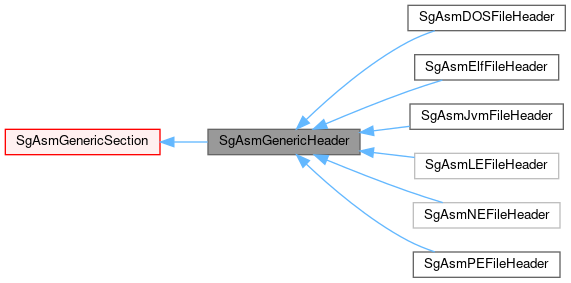 SgAsmDOSFileHeader
SgAsmElfFileHeader
SgAsmJvmFileHeader
SgAsmGenericSection
SgAsmGenericHeader
SgAsmLEFileHeader
SgAsmNEFileHeader
SgAsmPEFileHeader